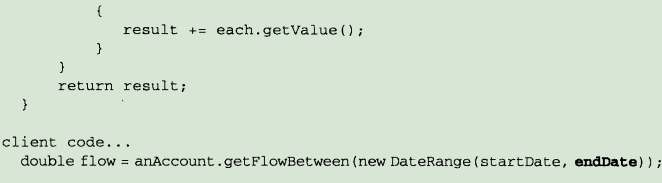 {
result += each.getValue();
}
}
return result;
}
client code...
double flow = anAccount.getFlowBetween(new DateRange(startDate, endDate));